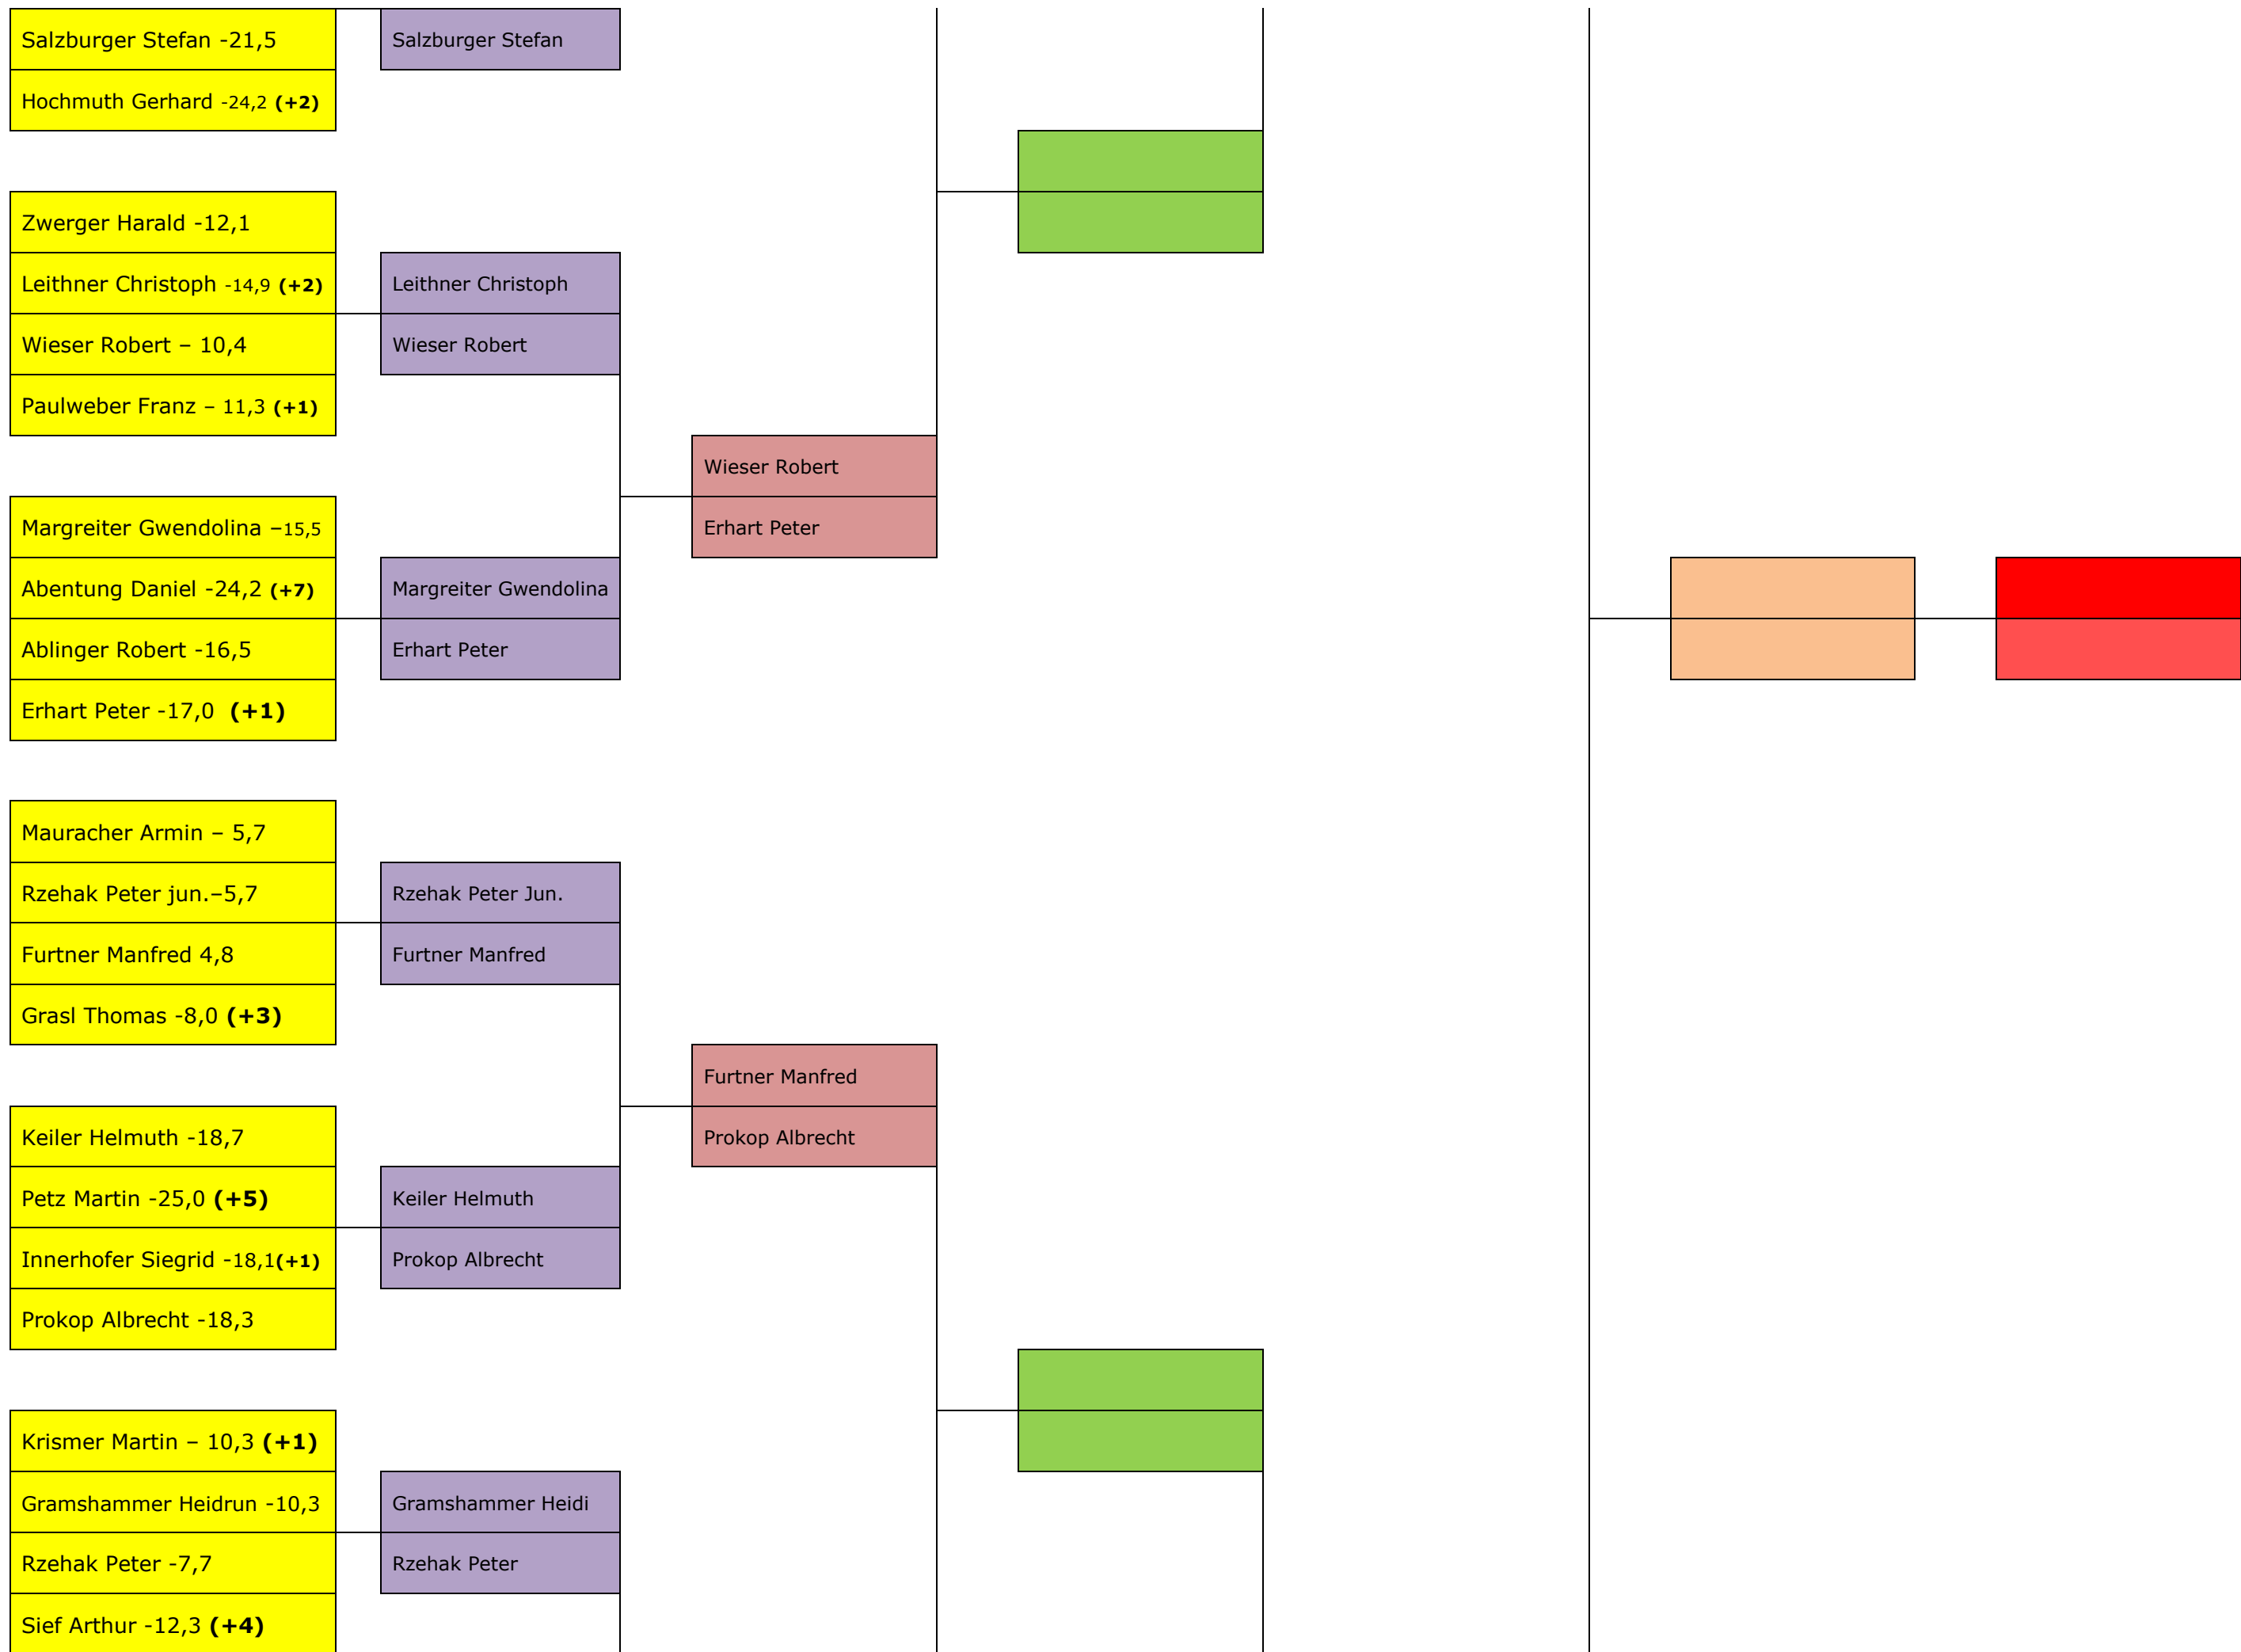 Salzburger Stefan -21,5
Salzburger Stefan
Hochmuth Gerhard -24,2 (+2)
Zwerger Harald -12,1
Leithner Christoph -14,9 (+2)
Leithner Christoph
Wieser Robert – 10,4
Wieser Robert
Paulweber Franz – 11,3 (+1)
Wieser Robert
Margreiter Gwendolina –15,5
Erhart Peter
Abentung Daniel -24,2 (+7)
Margreiter Gwendolina
Ablinger Robert -16,5
Erhart Peter
Erhart Peter -17,0 (+1)
Mauracher Armin – 5,7
Rzehak Peter jun.–5,7
Rzehak Peter Jun.
Furtner Manfred 4,8
Furtner Manfred
Grasl Thomas -8,0 (+3)
Furtner Manfred
Keiler Helmuth -18,7
Prokop Albrecht
Petz Martin -25,0 (+5)
Keiler Helmuth
Innerhofer Siegrid -18,1(+1)
Prokop Albrecht
Prokop Albrecht -18,3
Krismer Martin – 10,3 (+1)
Gramshammer Heidrun -10,3
Gramshammer Heidi
Rzehak Peter -7,7
Rzehak Peter
Sief Arthur -12,3 (+4)